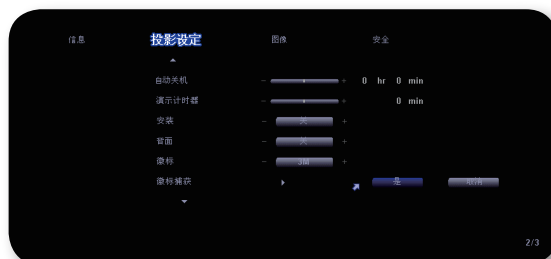 信息 投影设定 图像 安全
自动关机 - + 0 hr 0 min
演示计时器 - + 0 min
安装 - 关 +
背面 - 关 +
徽标 - 3M +
徽标捕获 是 取消
2/3